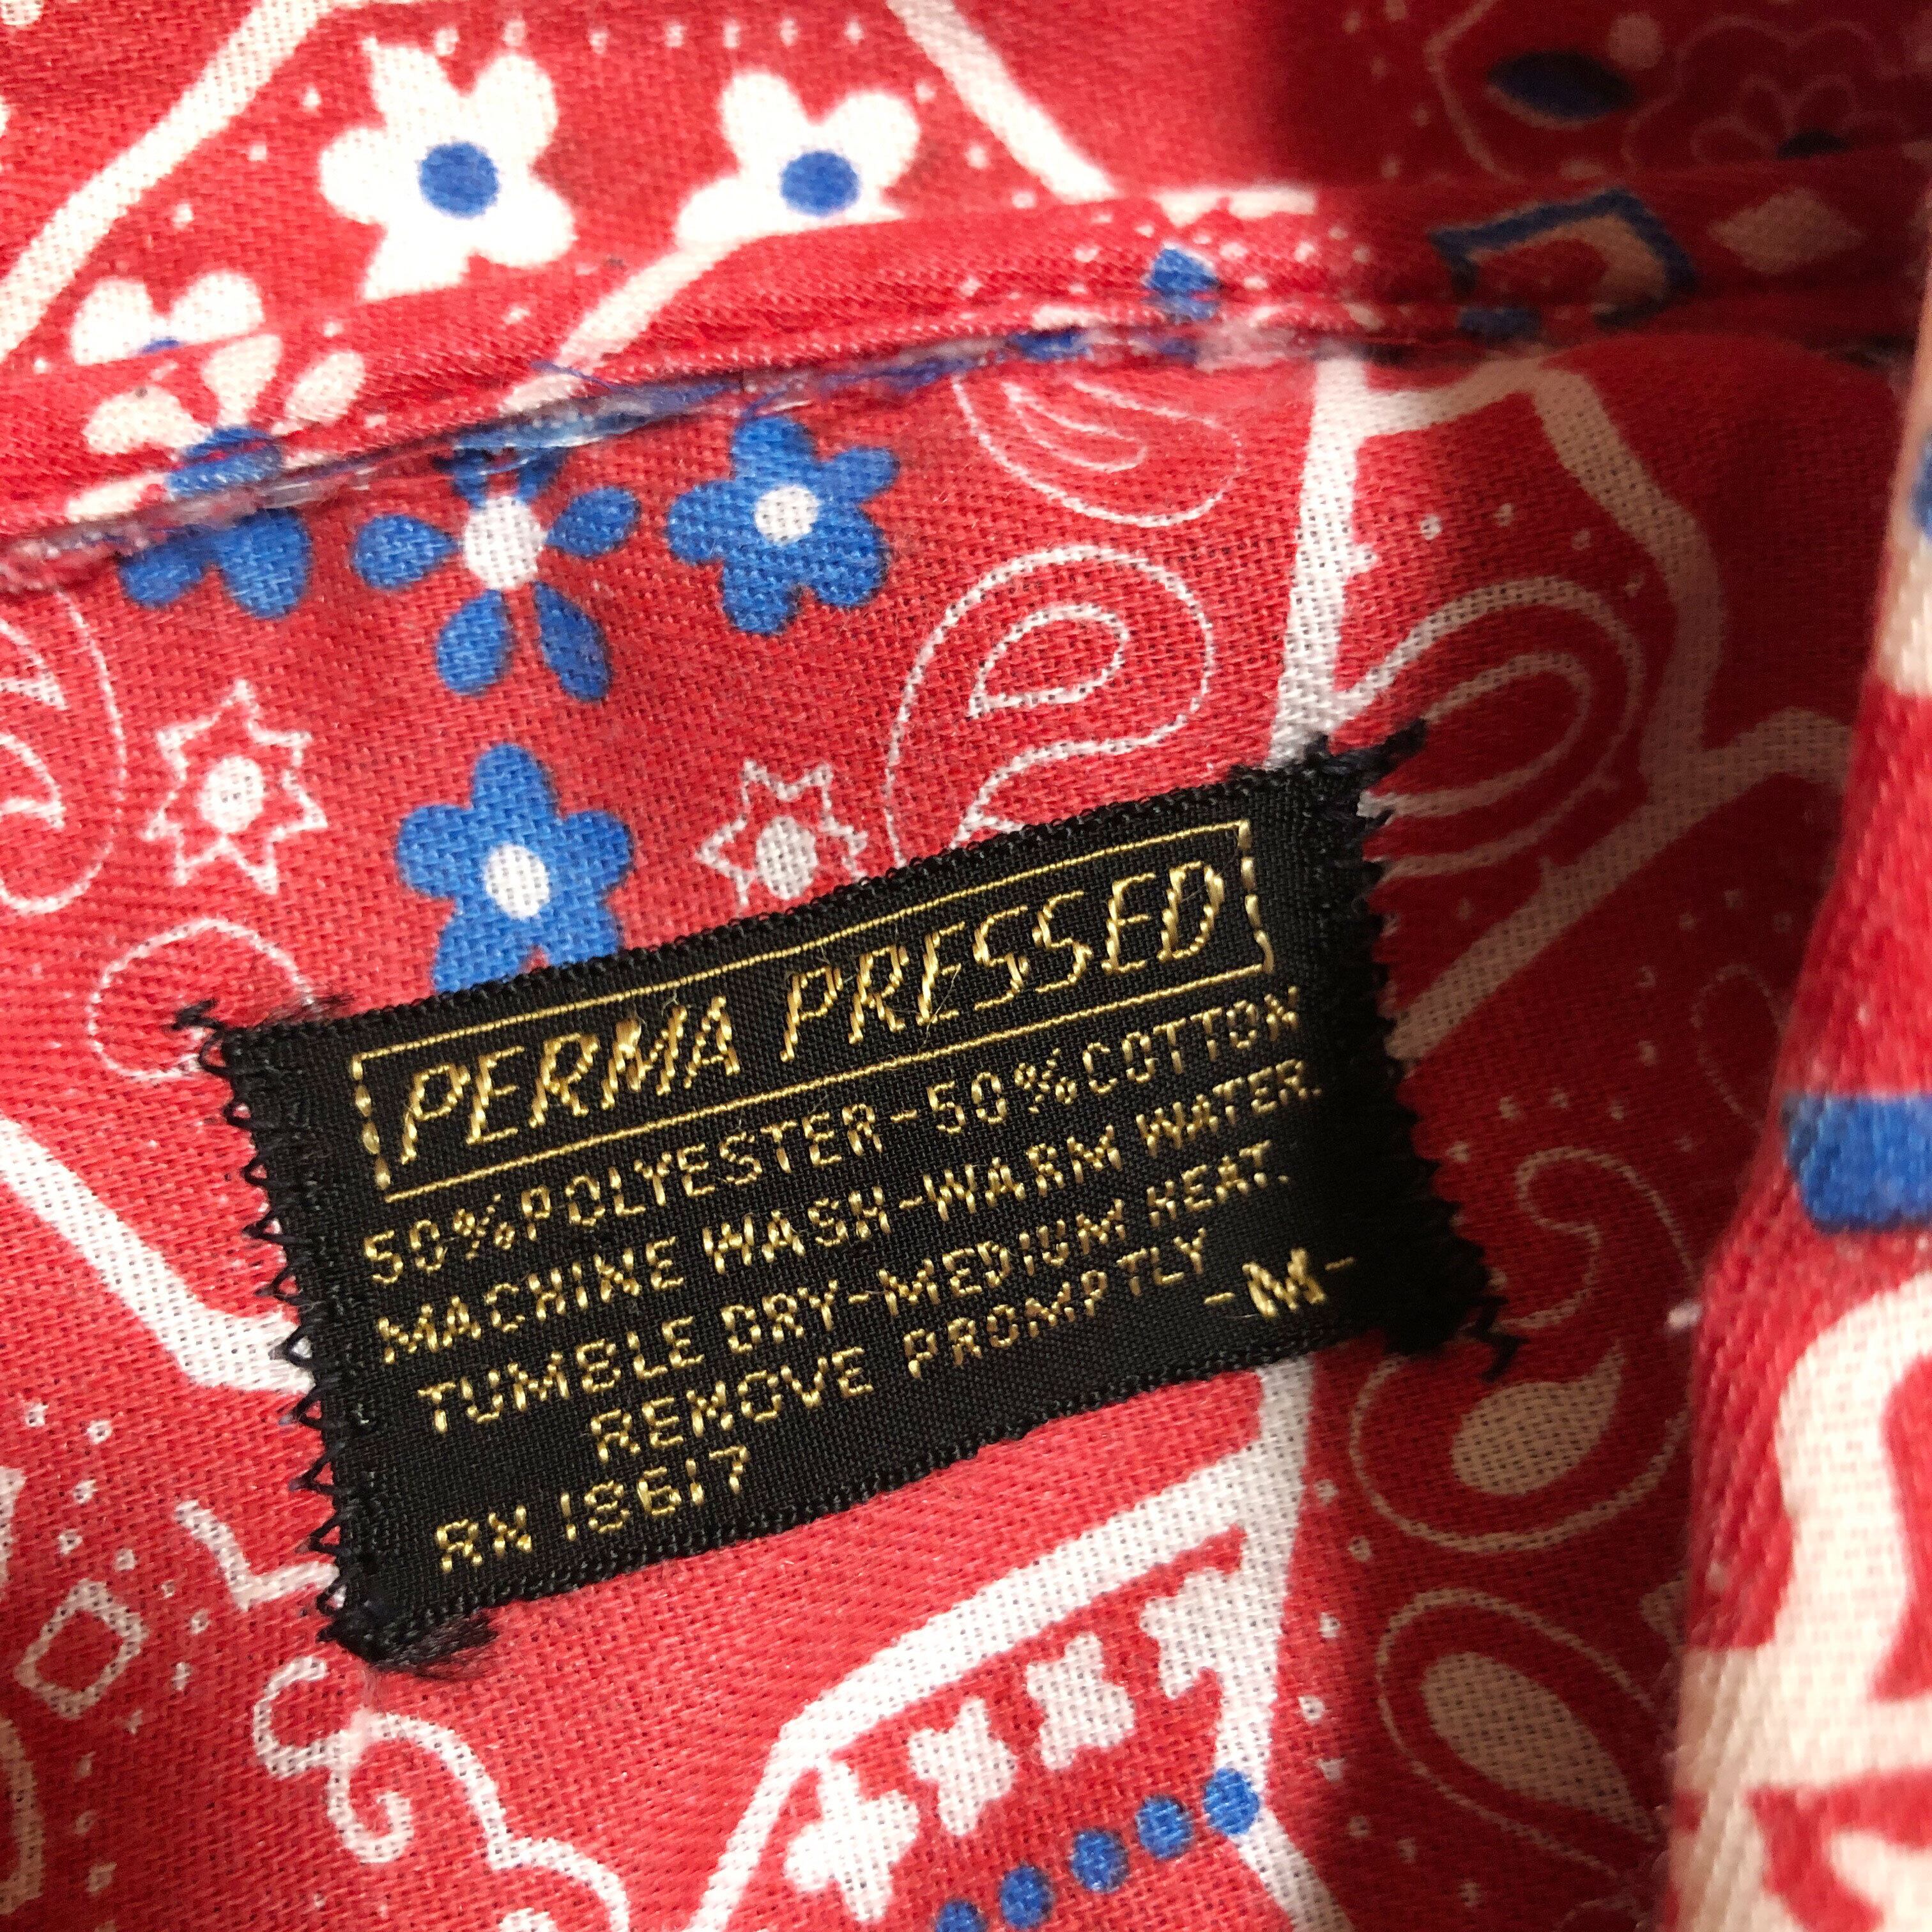 PERMA PRESSED
50%POLYESTER-50%COTTON
MACHINE WASH-WARM WATER.
TUMBLE DRY-MEDIUM HEAT.
REMOVE PROMPTLY -M-
RN 18617